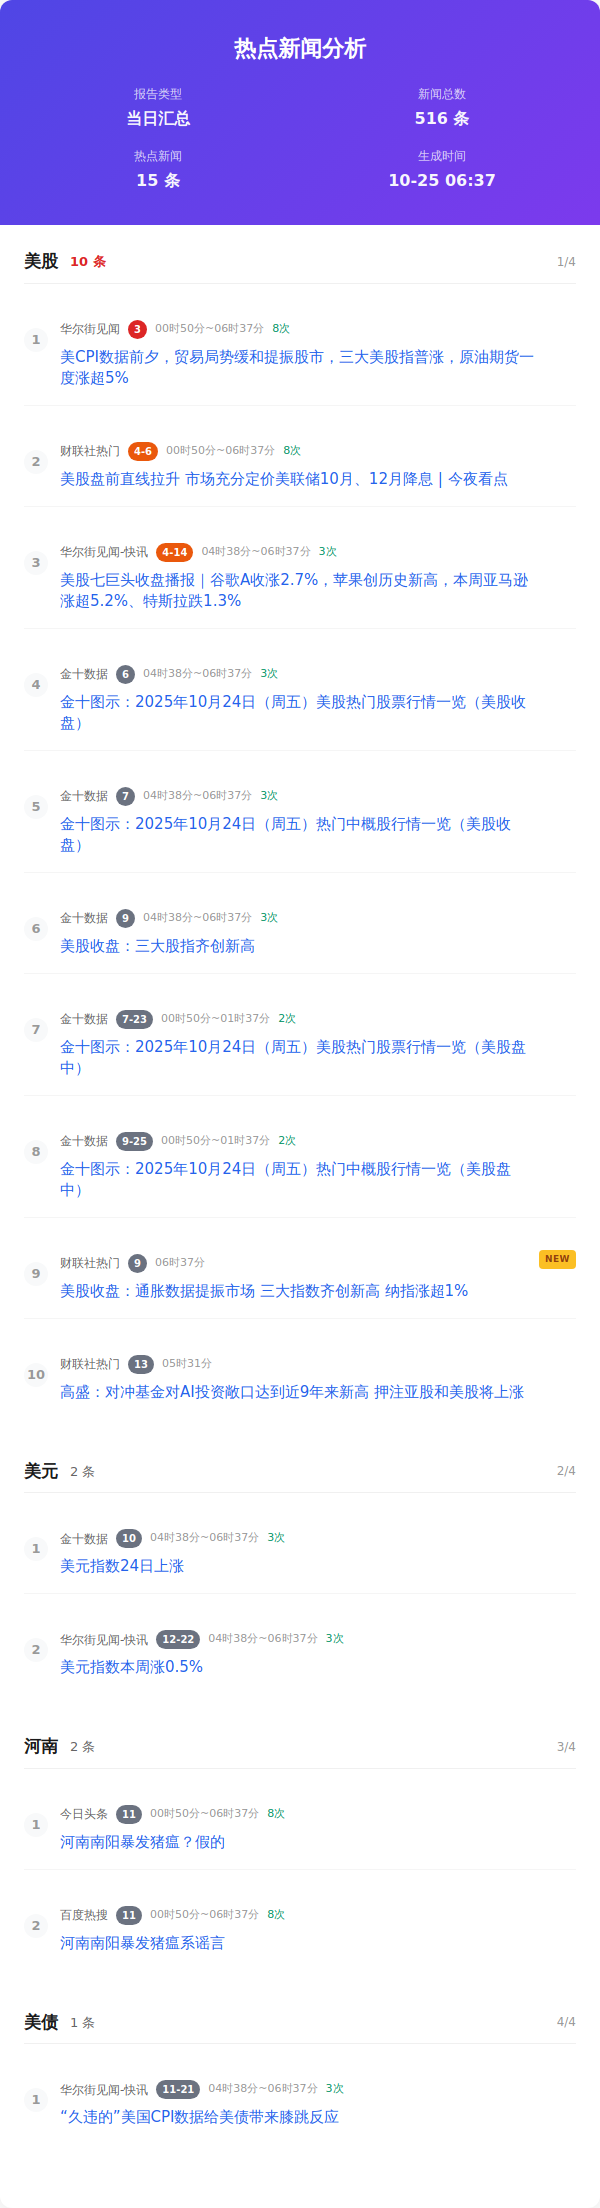 热点新闻分析
报告类型
新闻总数
当日汇总
516 条
热点新闻
生成时间
15 条
10-25 06:37
美股 10 条 1/4
1
华尔街见闻 3 00时50分~06时37分 8次
美CPI数据前夕，贸易局势缓和提振股市，三大美股指普涨，原油期货一
度涨超5%
2
财联社热门 4-6 00时50分~06时37分 8次
美股盘前直线拉升 市场充分定价美联储10月、12月降息 | 今夜看点
3
华尔街见闻-快讯 4-14 04时38分~06时37分 3次
美股七巨头收盘播报｜谷歌A收涨2.7%，苹果创历史新高，本周亚马逊
涨超5.2%、特斯拉跌1.3%
4
金十数据 6 04时38分~06时37分 3次
金十图示：2025年10月24日（周五）美股热门股票行情一览（美股收
盘）
5
金十数据 7 04时38分~06时37分 3次
金十图示：2025年10月24日（周五）热门中概股行情一览（美股收
盘）
6
金十数据 9 04时38分~06时37分 3次
美股收盘：三大股指齐创新高
7
金十数据 7-23 00时50分~01时37分 2次
金十图示：2025年10月24日（周五）美股热门股票行情一览（美股盘
中）
8
金十数据 9-25 00时50分~01时37分 2次
金十图示：2025年10月24日（周五）热门中概股行情一览（美股盘
中）
9
财联社热门 9 06时37分 NEW
美股收盘：通胀数据提振市场 三大指数齐创新高 纳指涨超1%
10
财联社热门 13 05时31分
高盛：对冲基金对AI投资敞口达到近9年来新高 押注亚股和美股将上涨
美元 2 条 2/4
1
金十数据 10 04时38分~06时37分 3次
美元指数24日上涨
2
华尔街见闻-快讯 12-22 04时38分~06时37分 3次
美元指数本周涨0.5%
河南 2 条 3/4
1
今日头条 11 00时50分~06时37分 8次
河南南阳暴发猪瘟？假的
2
百度热搜 11 00时50分~06时37分 8次
河南南阳暴发猪瘟系谣言
美债 1 条 4/4
1
华尔街见闻-快讯 11-21 04时38分~06时37分 3次
“久违的”美国CPI数据给美债带来膝跳反应